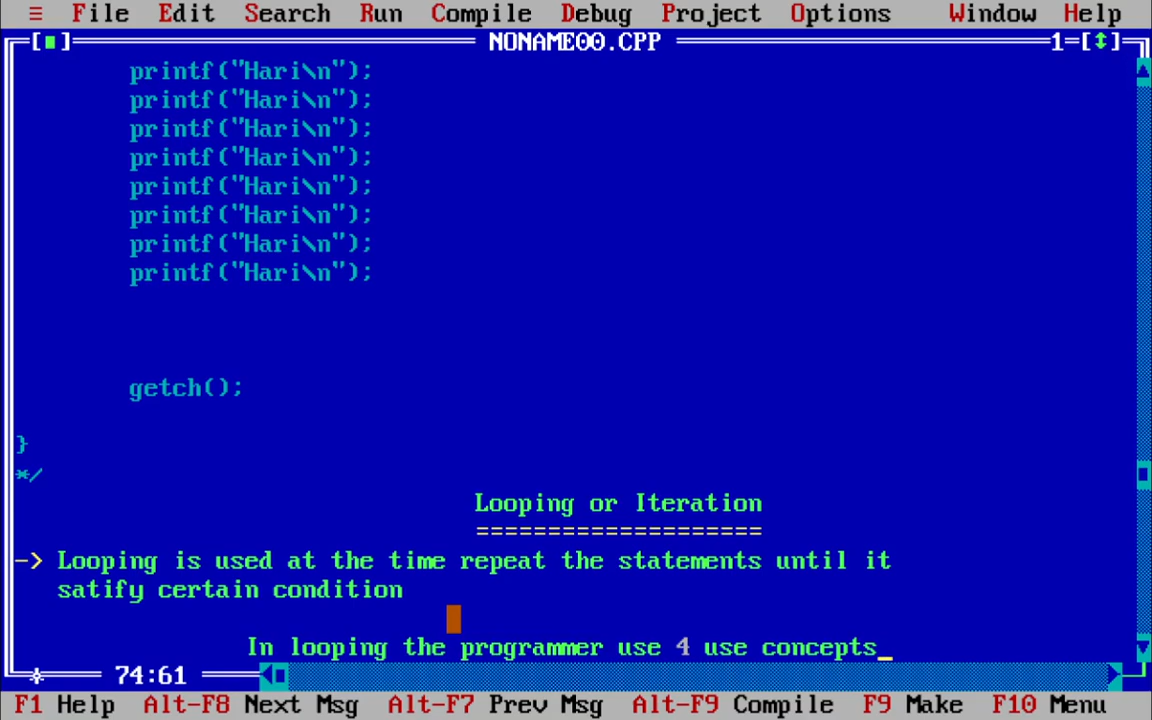 ≡ File Edit Search Run Compile Debug Project Options Window Help
[■] NONAME00.CPP 1=[↕]
printf("Hari\n");
printf("Hari\n");
printf("Hari\n");
printf("Hari\n");
printf("Hari\n");
printf("Hari\n");
printf("Hari\n");
printf("Hari\n");
getch();
}
*/
Looping or Iteration
====================
-> Looping is used at the time repeat the statements until it
satify certain condition
In looping the programmer use 4 use concepts_
74:61
F1 Help Alt-F8 Next Msg Alt-F7 Prev Msg Alt-F9 Compile F9 Make F10 Menu